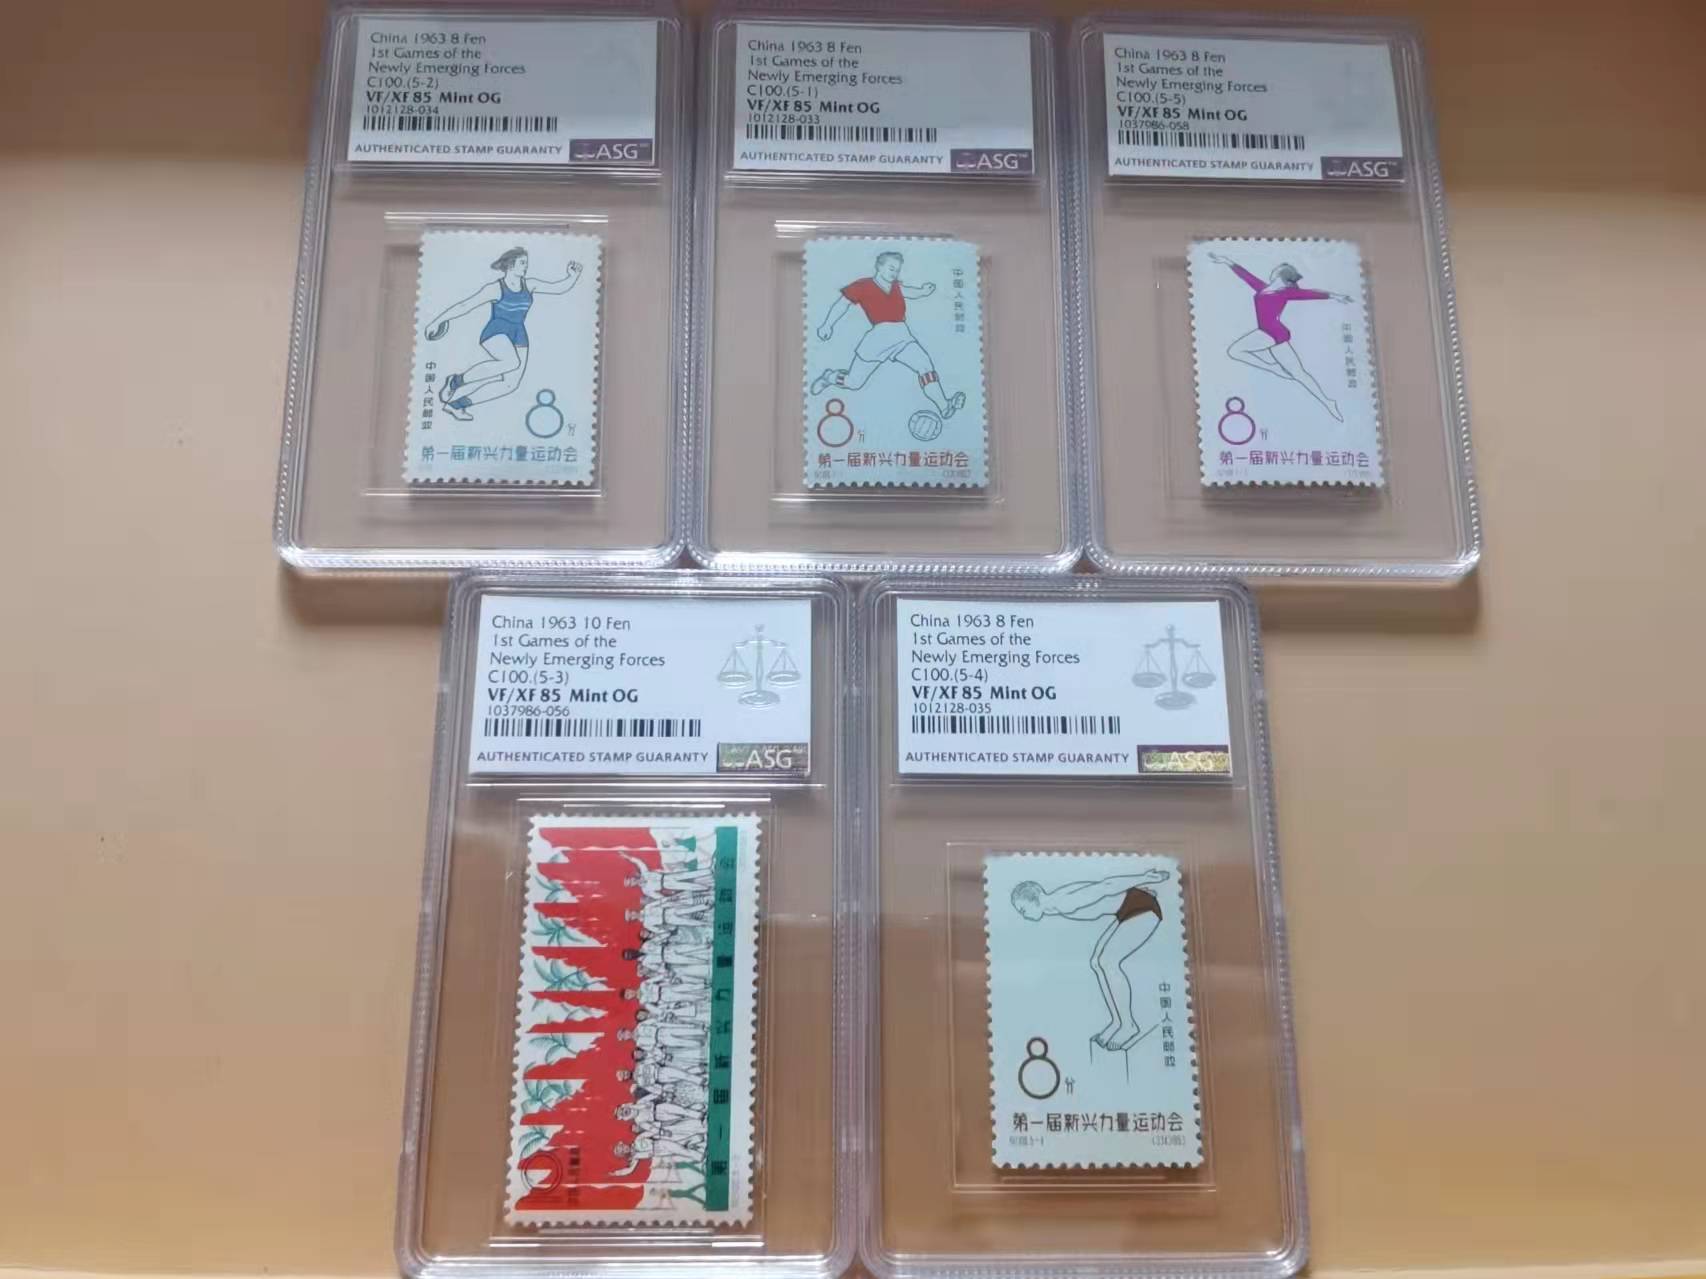 China 1963 8 Fen
1st Games of the
Newly Emerging Forces
C100.(5-2)
VF/XF 85 Mint OG
1012128-034
AUTHENTICATED STAMP GUARANTY ASG™
中国人民邮政
8分
第一届新兴力量运动会
China 1963 8 Fen
1st Games of the
Newly Emerging Forces
C100.(5-1)
VF/XF 85 Mint OG
1012128-033
AUTHENTICATED STAMP GUARANTY ASG™
中国人民邮政
8分
第一届新兴力量运动会
China 1963 8 Fen
1st Games of the
Newly Emerging Forces
C100.(5-5)
VF/XF 85 Mint OG
1037986-058
AUTHENTICATED STAMP GUARANTY ASG™
中国人民邮政
8分
第一届新兴力量运动会
China 1963 10 Fen
1st Games of the
Newly Emerging Forces
C100.(5-3)
VF/XF 85 Mint OG
1037986-056
AUTHENTICATED STAMP GUARANTY ASG
10
第一届新兴力量运动会
China 1963 8 Fen
1st Games of the
Newly Emerging Forces
C100.(5-4)
VF/XF 85 Mint OG
1012128-035
AUTHENTICATED STAMP GUARANTY ASG
中国人民邮政
8分
第一届新兴力量运动会